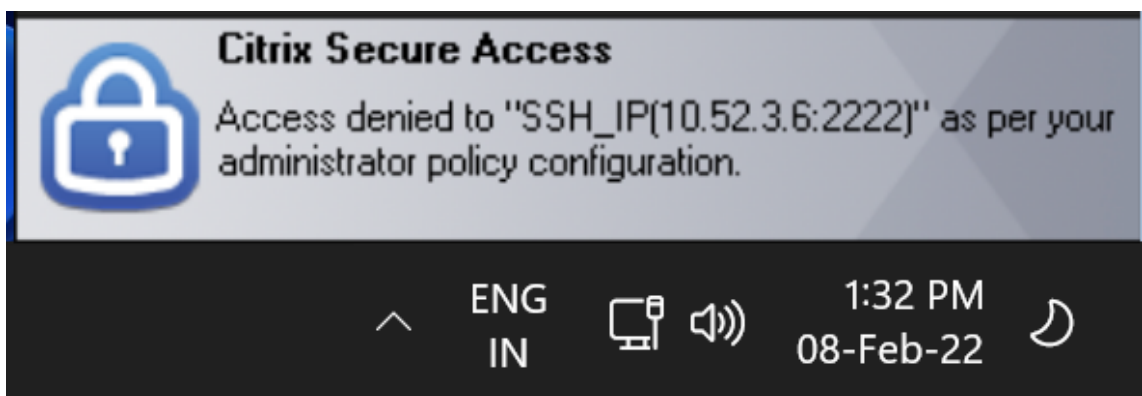 Citrix Secure Access
Access denied to "SSH_IP(10.52.3.6:2222)" as per your
administrator policy configuration.
ENG
IN
1:32 PM
08-Feb-22